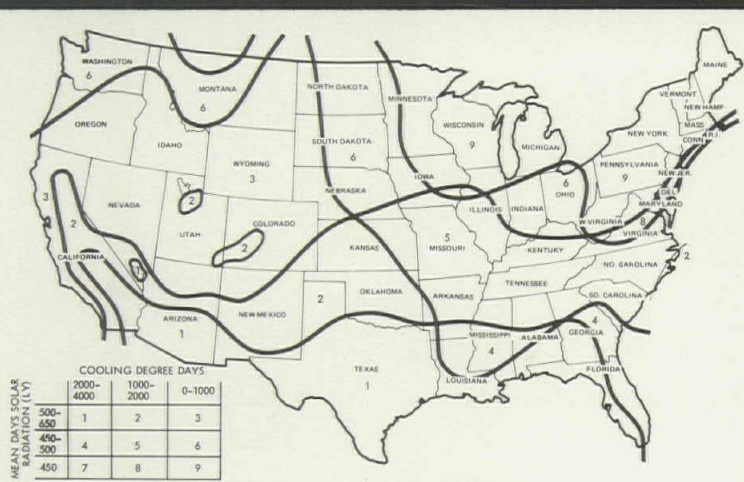 WASHINGTON
6
MONTANA
6
NORTH DAKOTA
MINNESOTA
MAINE
VERMONT
NEW HAMP.
MASS.
CONN.
R.I.
OREGON
IDAHO
WYOMING
3
SOUTH DAKOTA
6
WISCONSIN
9
MICHIGAN
NEW YORK
PENNSYLVANIA
9
NEW JER.
DEL.
MARYLAND
3
2
CALIFORNIA
NEVADA
1
UTAH
2
COLORADO
2
NEBRASKA
IOWA
ILLINOIS
INDIANA
OHIO
6
W. VIRGINIA
VIRGINIA
8
KANSAS
MISSOURI
5
KENTUKY
NO. CAROLINA
2
ARIZONA
1
NEW MEXICO
2
OKLAHOMA
ARKANSAS
TENNESSEE
SO. CAROLINA
TEXAS
1
LOUISIANA
MISSISSIPPI
4
ALABAMA
GEORGIA
4
FLORIDA
COOLING DEGREE DAYS
2000-4000 1000-2000 0-1000
MEAN DAYS SOLAR RADIATION (LY)
500-650 1 2 3
450-500 4 5 6
450 7 8 9